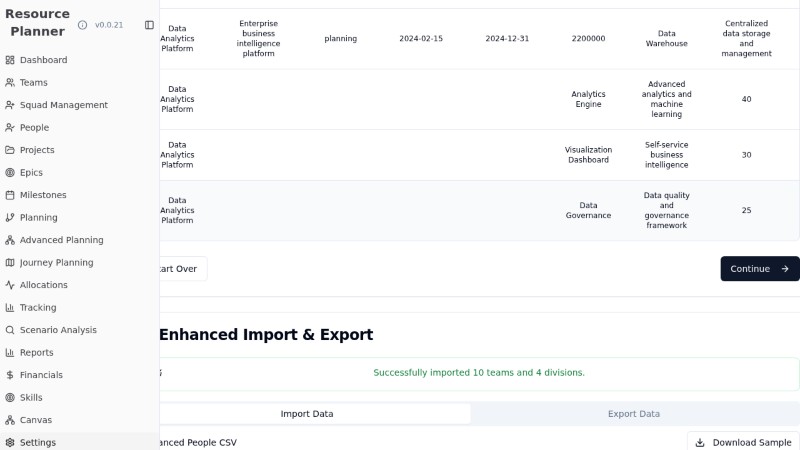 Resource
Planner
v0.0.21
Dashboard
Teams
Squad Management
People
Projects
Epics
Milestones
Planning
Advanced Planning
Journey Planning
Allocations
Tracking
Scenario Analysis
Reports
Financials
Skills
Canvas
Settings
Data
Analytics
Platform
Enterprise
business
intelligence
platform
planning
2024-02-15
2024-12-31
2200000
Data
Warehouse
Centralized
data storage
and
management
Data
Analytics
Platform
Analytics
Engine
Advanced
analytics and
machine
learning
40
Data
Analytics
Platform
Visualization
Dashboard
Self-service
business
intelligence
30
Data
Analytics
Platform
Data
Governance
Data quality
and
governance
framework
25
art Over
Continue
Enhanced Import & Export
Successfully imported 10 teams and 4 divisions.
Import Data
Export Data
anced People CSV
Download Sample